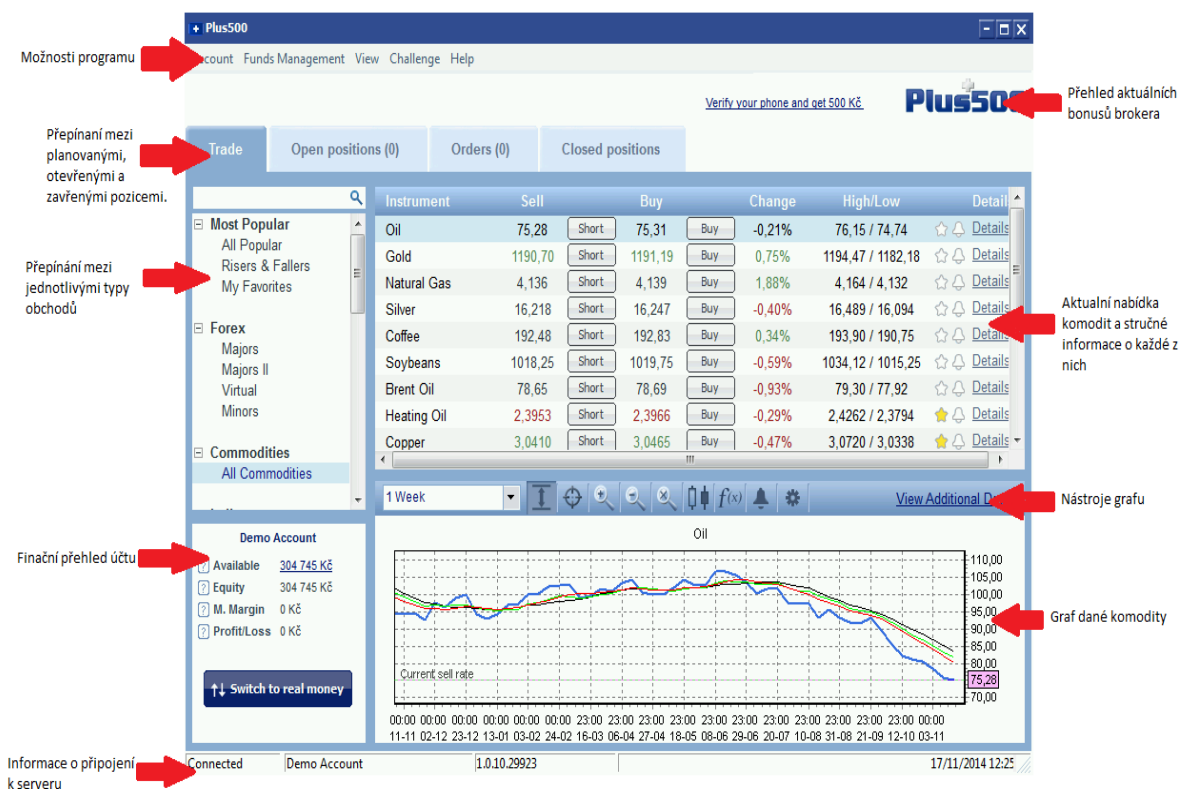 Plus500
Možnosti programu
ccount Funds Management View Challenge Help
Verify your phone and get 500 Kč
Plus500
Přehled aktuálních
bonusů brokera
Přepínaní mezi
planovanými,
otevřenými a
zavřenými pozicemi.
Trade
Open positions (0)
Orders (0)
Closed positions
Přepínání mezi
jednotlivými typy
obchodů
Most Popular
All Popular
Risers & Fallers
My Favorites
Forex
Majors
Majors II
Virtual
Minors
Commodities
All Commodities
Instrument Sell Buy Change High/Low Detail
Oil 75,28 Short 75,31 Buy -0,21% 76,15 / 74,74 Details
Gold 1190,70 Short 1191,19 Buy 0,75% 1194,47 / 1182,18 Details
Natural Gas 4,136 Short 4,139 Buy 1,88% 4,164 / 4,132 Details
Silver 16,218 Short 16,247 Buy -0,40% 16,489 / 16,094 Details
Coffee 192,48 Short 192,83 Buy 0,34% 193,90 / 190,75 Details
Soybeans 1018,25 Short 1019,75 Buy -0,59% 1034,12 / 1015,25 Details
Brent Oil 78,65 Short 78,69 Buy -0,93% 79,30 / 77,92 Details
Heating Oil 2,3953 Short 2,3966 Buy -0,29% 2,4262 / 2,3794 Details
Copper 3,0410 Short 3,0465 Buy -0,47% 3,0720 / 3,0338 Details
Aktualní nabídka
komodit a stručné
informace o každé z
nich
1 Week
f(x)
View Additional D
Nástroje grafu
Finační přehled účtu
Demo Account
Available 304 745 Kč
Equity 304 745 Kč
M. Margin 0 Kč
Profit/Loss 0 Kč
Switch to real money
Oil
110,00
105,00
100,00
95,00
90,00
85,00
80,00
75,28
70,00
Current sell rate
Graf dané komodity
00:00 00:00 00:00 00:00 00:00 00:00 23:00 23:00 23:00 23:00 23:00 23:00 23:00 23:00 23:00 23:00 23:00 00:00
11-11 02-12 23-12 13-01 03-02 24-02 16-03 06-04 27-04 18-05 08-06 29-06 20-07 10-08 31-08 21-09 12-10 03-11
Informace o připojení
k serveru
Connected
Demo Account
1.0.10.29923
17/11/2014 12:25